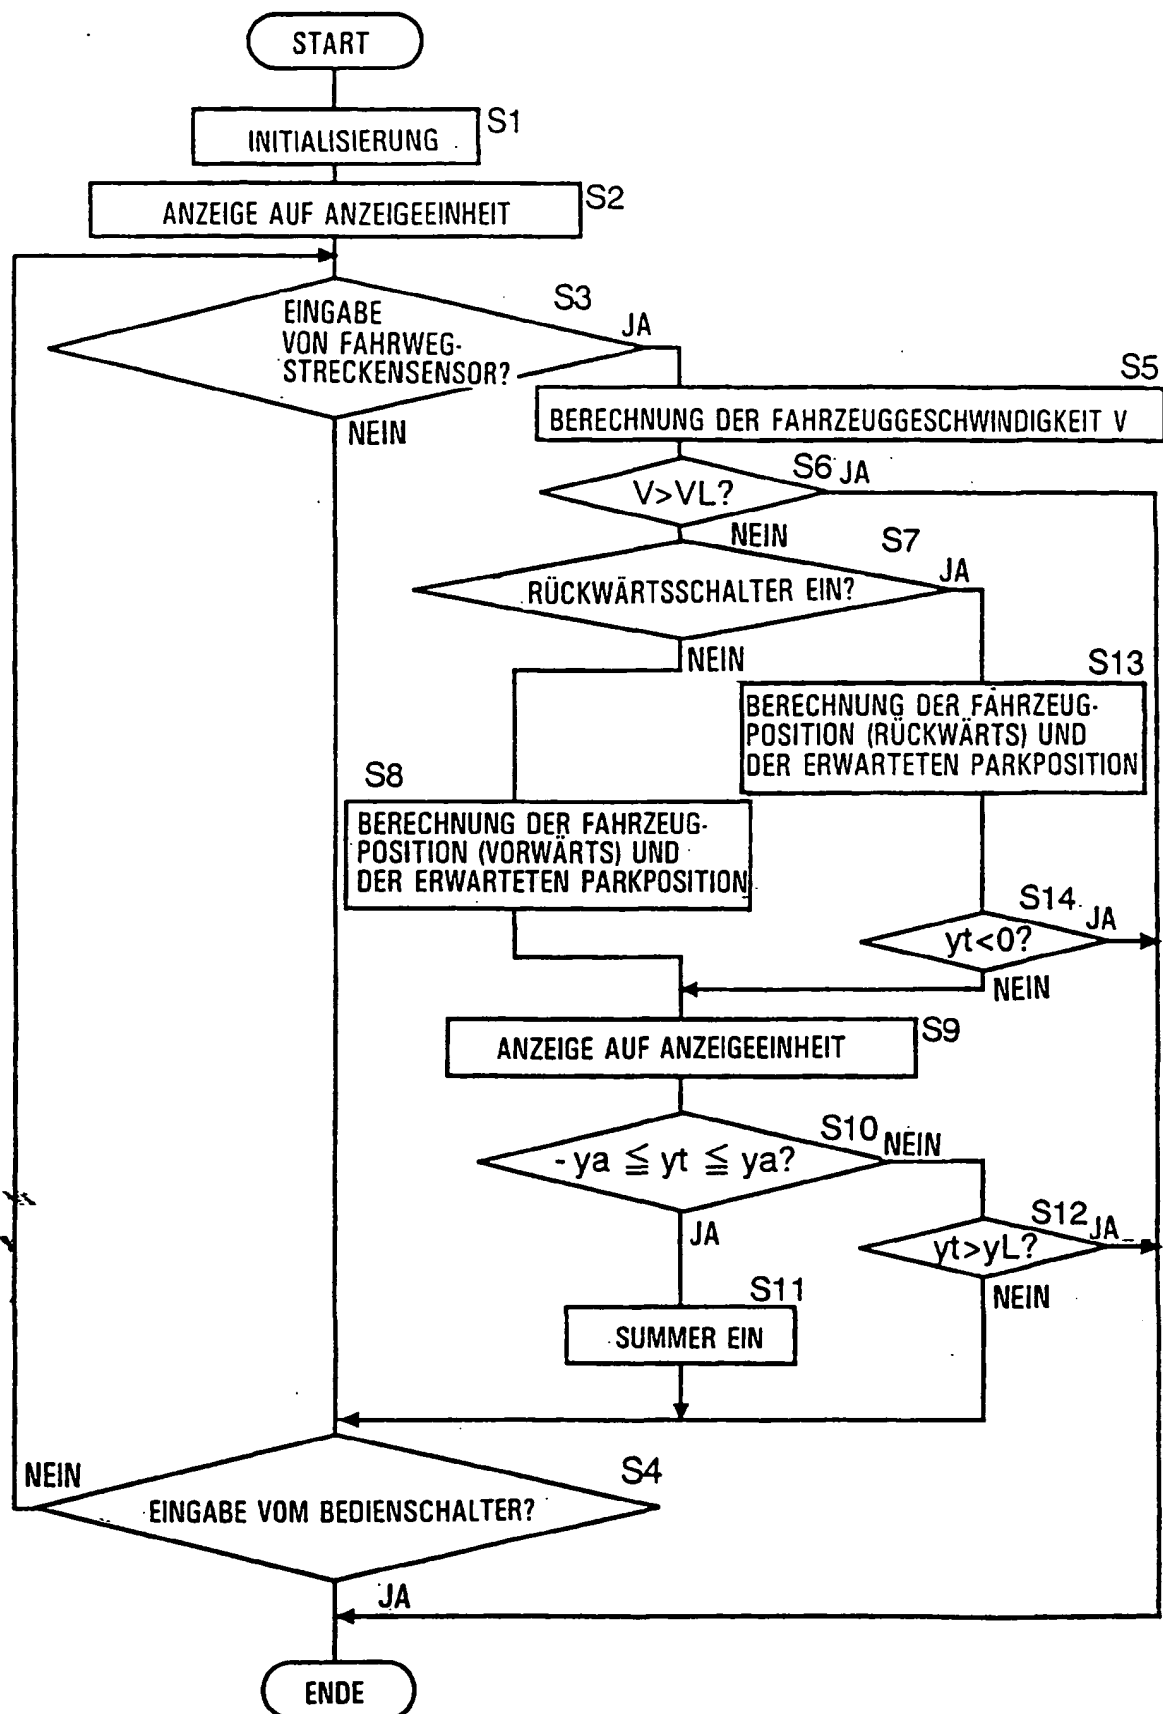 START
S1
INITIALISIERUNG
S2
ANZEIGE AUF ANZEIGEEINHEIT
S3
EINGABE
VON FAHRWEG-
STRECKENSENSOR?
JA
NEIN
S5
BERECHNUNG DER FAHRZEUGGESCHWINDIGKEIT V
S6
JA
V>VL?
NEIN
S7
JA
RÜCKWÄRTSSCHALTER EIN?
NEIN
S13
BERECHNUNG DER FAHRZEUG-
POSITION (RÜCKWÄRTS) UND
DER ERWARTETEN PARKPOSITION
S8
BERECHNUNG DER FAHRZEUG-
POSITION (VORWÄRTS) UND
DER ERWARTETEN PARKPOSITION
S14
JA
yt<0?
NEIN
S9
ANZEIGE AUF ANZEIGEEINHEIT
S10
NEIN
-ya ≦ yt ≦ ya?
JA
S12
JA
yt>yL?
NEIN
S11
SUMMER EIN
NEIN
S4
EINGABE VOM BEDIENSCHALTER?
JA
ENDE